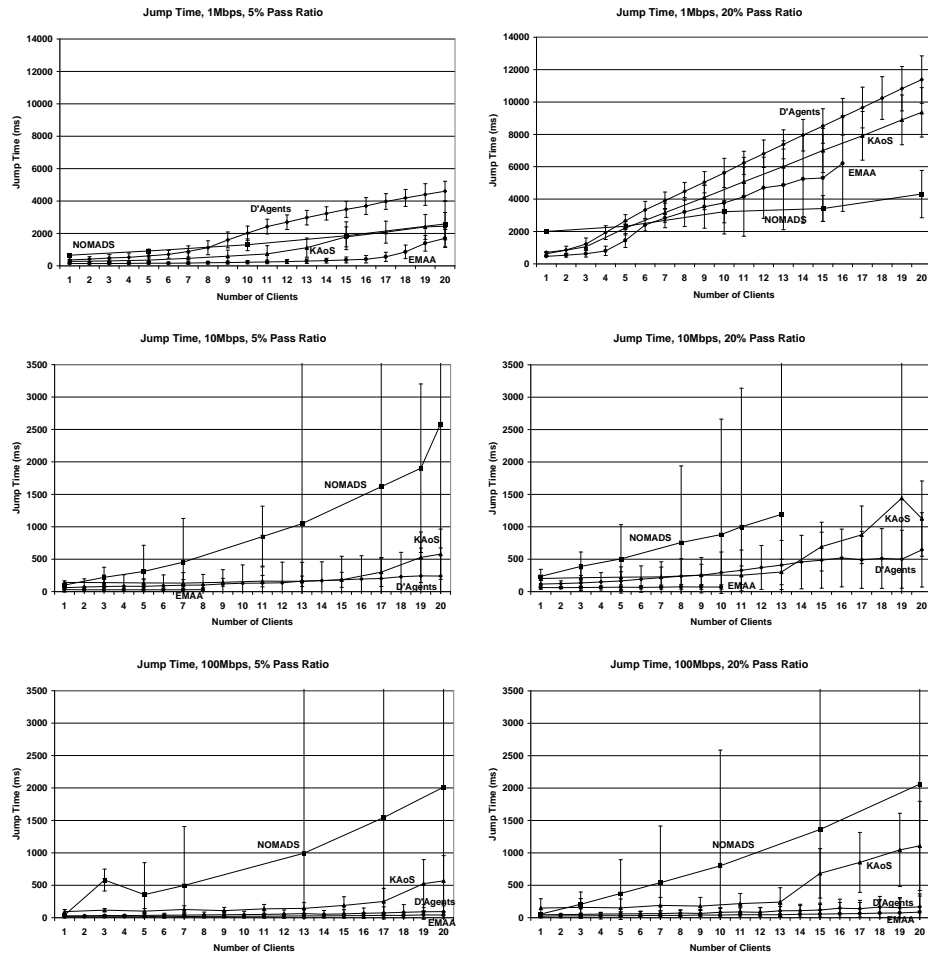 Jump Time, 1Mbps, 5% Pass Ratio
14000
12000
10000
8000
6000
4000
2000
0
Jump Time (ms)
D'Agents
NOMADS
KAoS
EMAA
1 2 3 4 5 6 7 8 9 10 11 12 13 14 15 16 17 18 19 20
Number of Clients
Jump Time, 1Mbps, 20% Pass Ratio
14000
12000
10000
8000
6000
4000
2000
0
Jump Time (ms)
D'Agents
KAoS
EMAA
NOMADS
1 2 3 4 5 6 7 8 9 10 11 12 13 14 15 16 17 18 19 20
Number of Clients
Jump Time, 10Mbps, 5% Pass Ratio
3500
3000
2500
2000
1500
1000
500
0
Jump Time (ms)
NOMADS
KAoS
D'Agents
EMAA
1 2 3 4 5 6 7 8 9 10 11 12 13 14 15 16 17 18 19 20
Number of Clients
Jump Time, 10Mbps, 20% Pass Ratio
3500
3000
2500
2000
1500
1000
500
0
Jump Time (ms)
NOMADS
KAoS
D'Agents
EMAA
1 2 3 4 5 6 7 8 9 10 11 12 13 14 15 16 17 18 19 20
Number of Clients
Jump Time, 100Mbps, 5% Pass Ratio
3500
3000
2500
2000
1500
1000
500
0
Jump Time (ms)
NOMADS
KAoS
D'Agents
EMAA
1 2 3 4 5 6 7 8 9 10 11 12 13 14 15 16 17 18 19 20
Number of Clients
Jump Time, 100Mbps, 20% Pass Ratio
3500
3000
2500
2000
1500
1000
500
0
Jump Time (ms)
NOMADS
KAoS
D'Agents
EMAA
1 2 3 4 5 6 7 8 9 10 11 12 13 14 15 16 17 18 19 20
Number of Clients